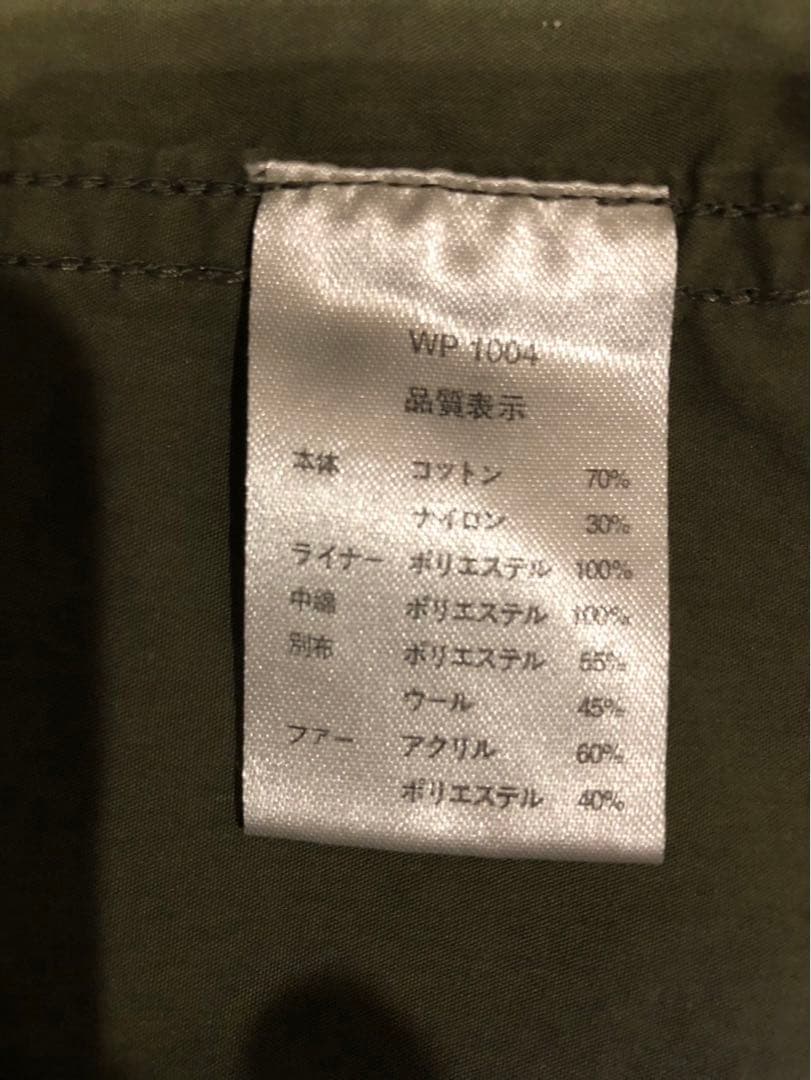 WP 1004
品質表示
本体 コットン 70%
ナイロン 30%
ライナー ポリエステル 100%
中綿 ポリエステル 100%
別布 ポリエステル 55%
ウール 45%
ファー アクリル 60%
ポリエステル 40%